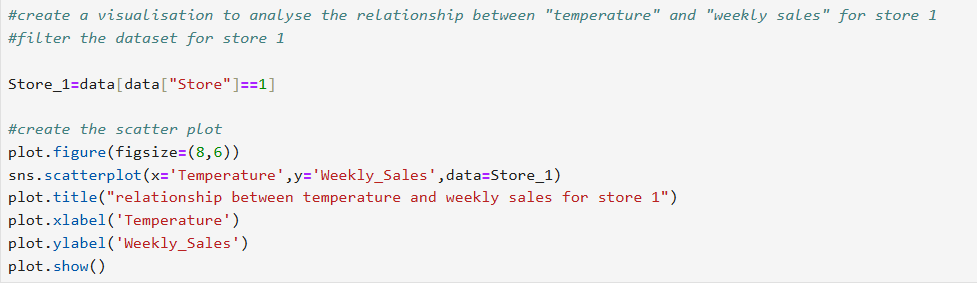 #create a visualisation to analyse the relationship between "temperature" and "weekly sales" for store 1
#filter the dataset for store 1
Store_1=data[data["Store"]==1]
#create the scatter plot
plot.figure(figsize=(8,6))
sns.scatterplot(x='Temperature',y='Weekly_Sales',data=Store_1)
plot.title("relationship between temperature and weekly sales for store 1")
plot.xlabel('Temperature')
plot.ylabel('Weekly_Sales')
plot.show()